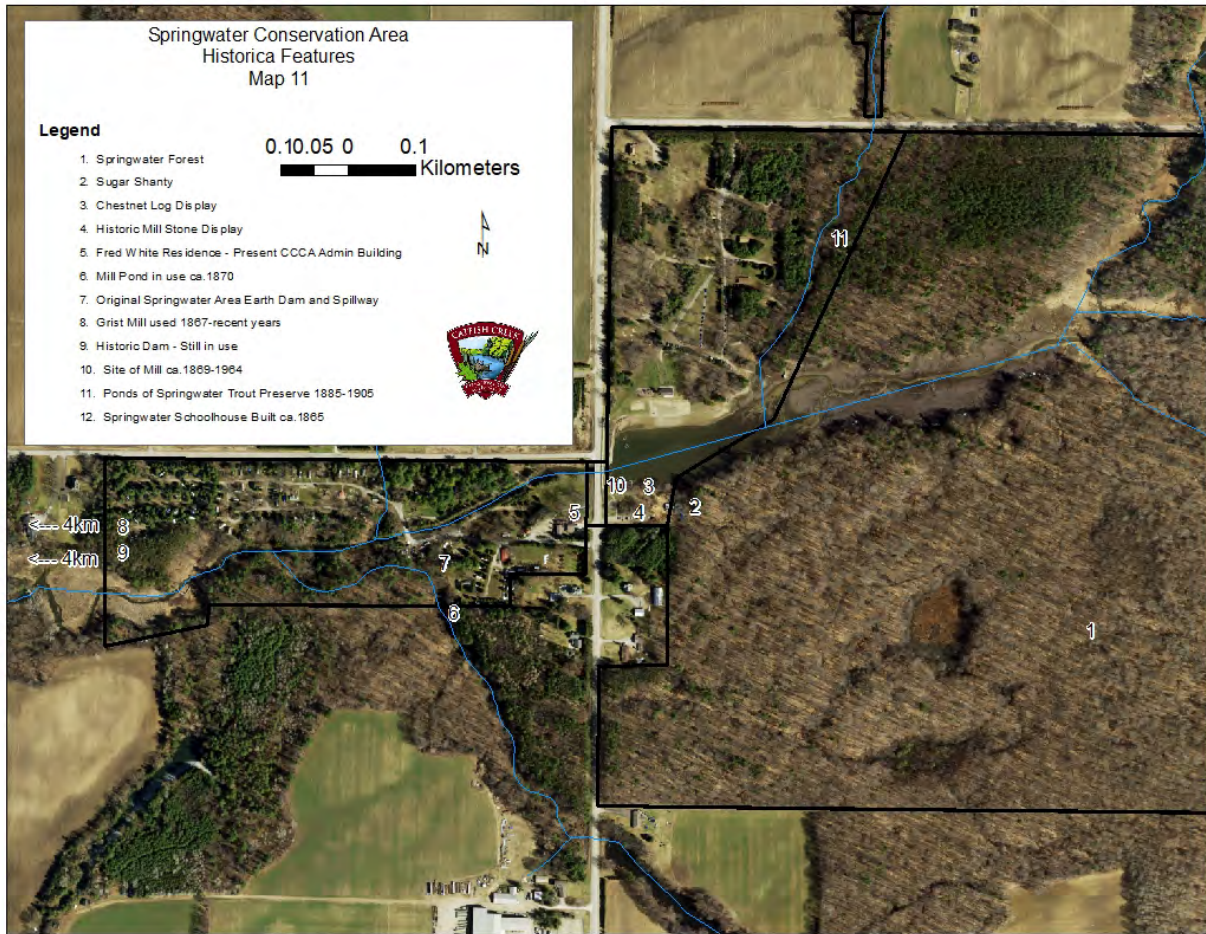 Springwater Conservation Area
Historica Features
Map 11
Legend
0.10.05 0 0.1
Kilometers
1. Springwater Forest
2. Sugar Shanty
3. Chestnet Log Display
4. Historic Mill Stone Display
5. Fred White Residence - Present CCCA Admin Building
6. Mill Pond in use ca.1870
7. Original Springwater Area Earth Dam and Spillway
8. Grist Mill used 1867-recent years
9. Historic Dam - Still in use
10. Site of Mill ca.1869-1964
11. Ponds of Springwater Trout Preserve 1885-1905
12. Springwater Schoolhouse Built ca.1865
N
CATFISH CREEK
11
10 3
5 4 2
<--- 4km 8
<--- 4km 9
7
6
1